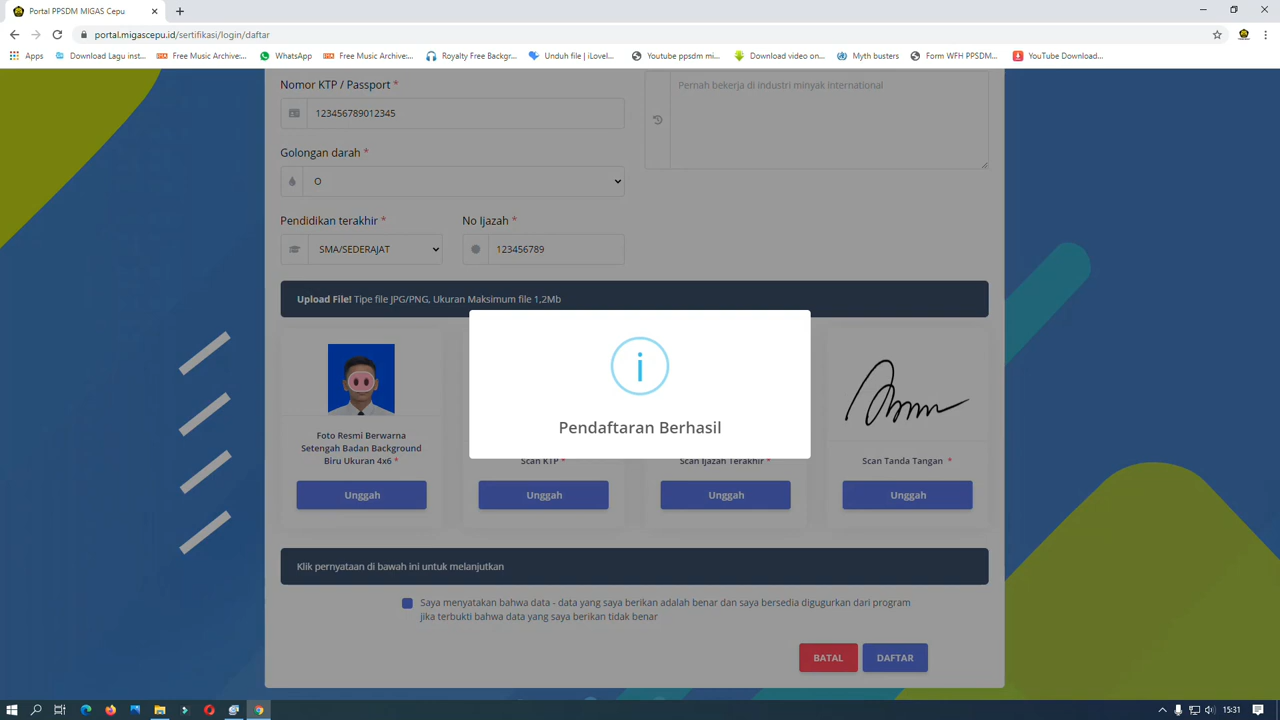 Portal PPSDM MIGAS Cepu
portal.migascepu.id/sertifikasi/login/daftar
Apps
Download Lagu inst...
Free Music Archive:...
WhatsApp
Free Music Archive:...
Royalty Free Backgr...
Unduh file | iLovel...
Youtube ppsdm mi...
Download video on...
Myth busters
Form WFH PPSDM...
YouTube Download...
Nomor KTP / Passport *
123456789012345
Pernah bekerja di industri minyak international
Golongan darah *
O
Pendidikan terakhir *
No Ijazah *
SMA/SEDERAJAT
123456789
Upload File! Tipe file JPG/PNG, Ukuran Maksimum file 1,2Mb
i
Pendaftaran Berhasil
Foto Resmi Berwarna
Setengah Badan Background
Biru Ukuran 4x6 *
Scan KTP *
Scan Ijazah Terakhir *
Scan Tanda Tangan *
Unggah
Unggah
Unggah
Unggah
Klik pernyataan di bawah ini untuk melanjutkan
Saya menyatakan bahwa data - data yang saya berikan adalah benar dan saya bersedia digugurkan dari program
jika terbukti bahwa data yang saya berikan tidak benar
BATAL
DAFTAR
15:31